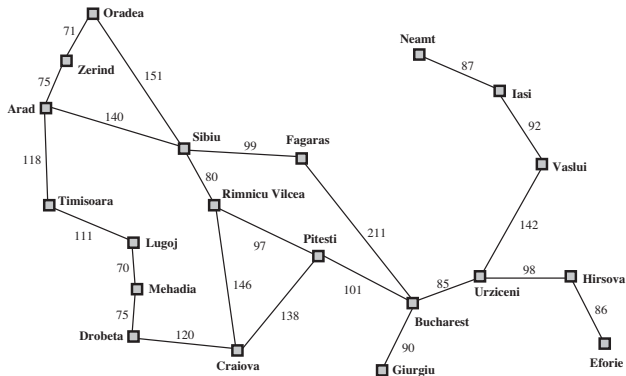 Oradea
71
Neamt
Zerind
87
75
151
Iasi
Arad
140
92
Sibiu
Fagaras
99
118
Vaslui
80
Rimnicu Vilcea
Timisoara
142
111
211
Lugoj
97
Pitesti
70
98
Hirsova
146
85
Mehadia
101
Urziceni
138
86
75
Bucharest
120
Drobeta
90
Eforie
Craiova
Giurgiu